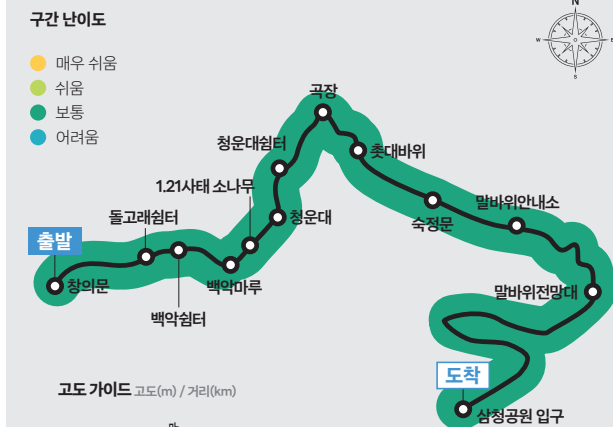 구간 난이도
매우 쉬움
쉬움
보통
어려움
N
W
E
S
곡장
청운대쉼터
촛대바위
1.21사태 소나무
말바위안내소
돌고래쉼터
청운대
숙정문
출발
창의문
백악마루
말바위전망대
백악쉼터
도착
고도 가이드 고도(m) / 거리(km)
삼청공원 입구